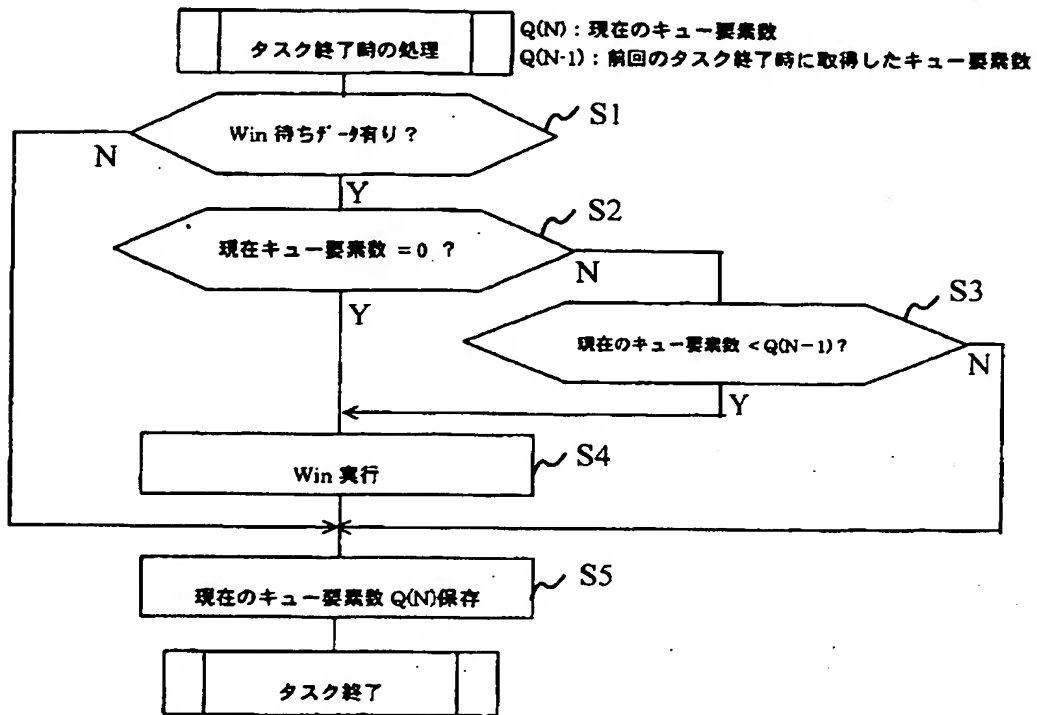 タスク終了時の処理
Q(N)：現在のキュー要素数
Q(N-1)：前回のタスク終了時に取得したキュー要素数
Win 待ちﾃﾞｰﾀ有り？
S1
N
Y
現在キュー要素数 =0 ？
S2
N
Y
現在のキュー要素数 < Q(N－1)？
S3
N
Y
Win 実行
S4
現在のキュー要素数 Q(N)保存
S5
タスク終了